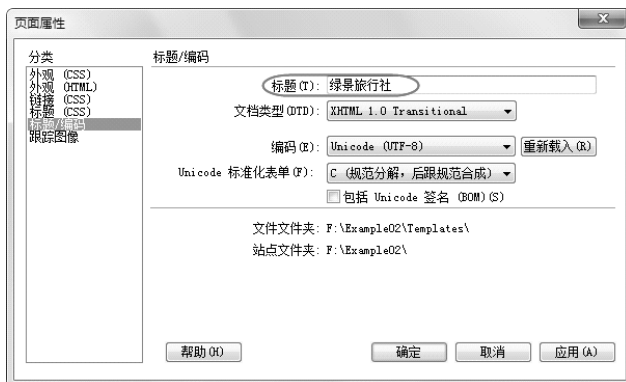 页面属性
分类
外观 (CSS)
外观 (HTML)
链接 (CSS)
标题 (CSS)
标题/编码
跟踪图像
标题/编码
标题(T): 绿景旅行社
文档类型(DTD): XHTML 1.0 Transitional
编码(E): Unicode (UTF-8) 重新载入(R)
Unicode 标准化表单(F): C (规范分解，后跟规范合成)
包括 Unicode 签名 (BOM)(S)
文件文件夹: F:\Example02\Templates\
站点文件夹: F:\Example02\
帮助(H) 确定 取消 应用(A)